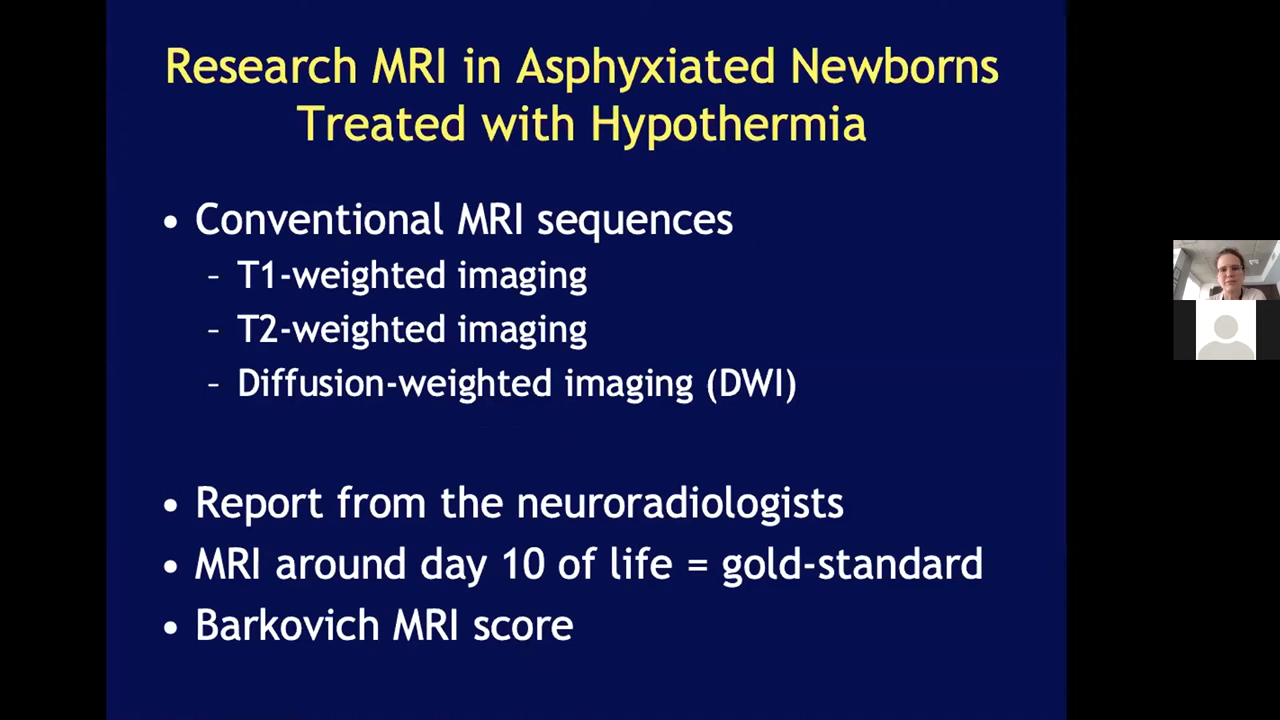 Research MRI in Asphyxiated Newborns
Treated with Hypothermia
• Conventional MRI sequences
– T1-weighted imaging
– T2-weighted imaging
– Diffusion-weighted imaging (DWI)
• Report from the neuroradiologists
• MRI around day 10 of life = gold-standard
• Barkovich MRI score